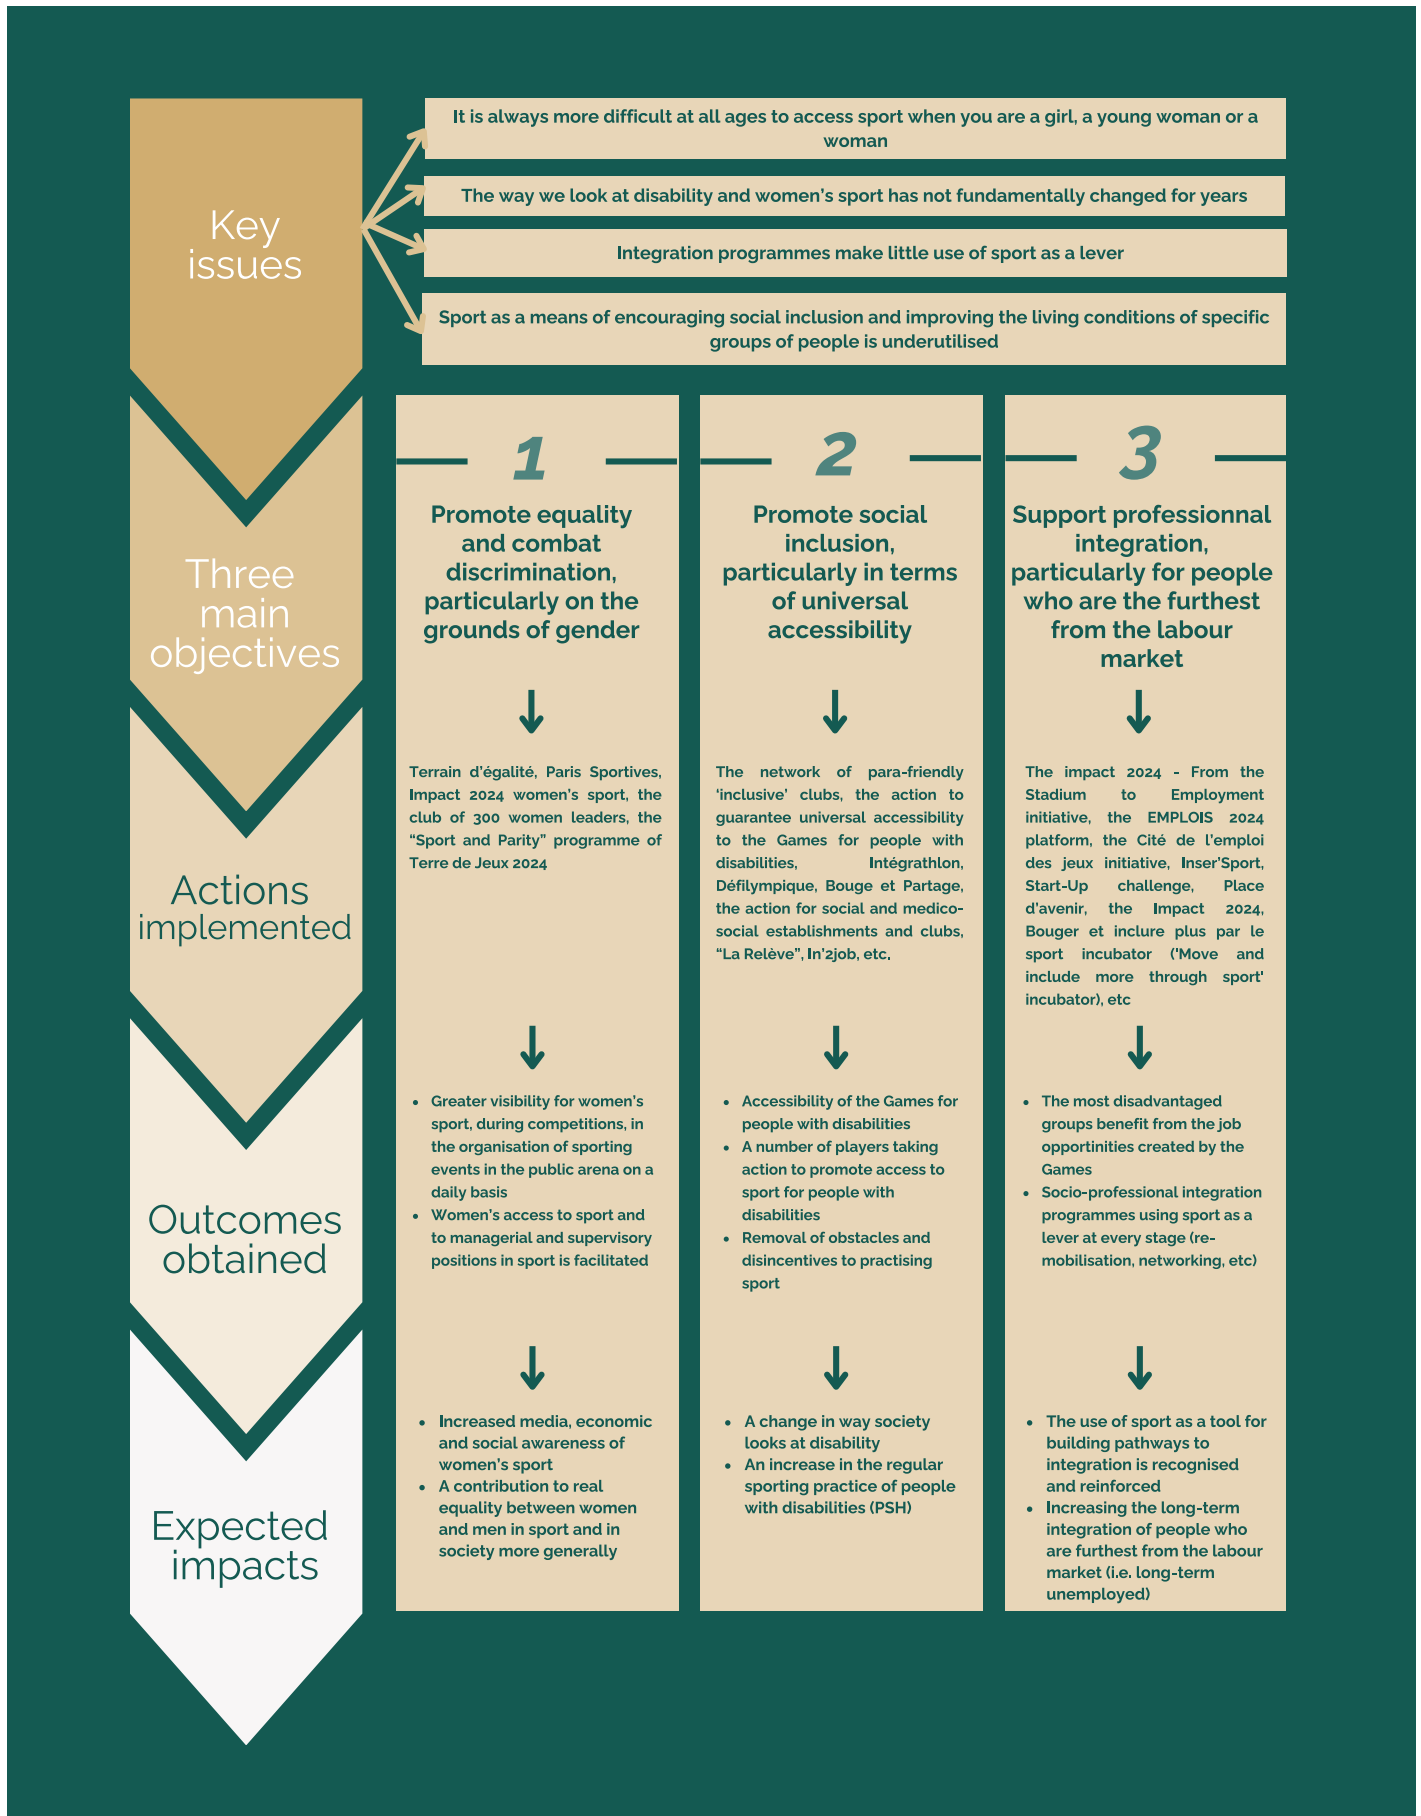 Key
issues
It is always more difficult at all ages to access sport when you are a girl, a young woman or a
woman
The way we look at disability and women's sport has not fundamentally changed for years
Integration programmes make little use of sport as a lever
Sport as a means of encouraging social inclusion and improving the living conditions of specific
groups of people is underutilised
Three
main
objectives
1
Promote equality
and combat
discrimination,
particularly on the
grounds of gender
2
Promote social
inclusion,
particularly in terms
of universal
accessibility
3
Support professionnal
integration,
particularly for people
who are the furthest
from the labour
market
Actions
implemented
Terrain d'égalité, Paris Sportives,
Impact 2024 women's sport, the
club of 300 women leaders, the
“Sport and Parity” programme of
Terre de Jeux 2024
The network of para-friendly
‘inclusive’ clubs, the action to
guarantee universal accessibility
to the Games for people with
disabilities, Intégrathlon,
Défilympique, Bouge et Partage,
the action for social and medico-
social establishments and clubs,
“La Relève”, In'2job, etc.
The impact 2024 - From the
Stadium to Employment
initiative, the EMPLOIS 2024
platform, the Cité de l'emploi
des jeux initiative, Inser'Sport,
Start-Up challenge, Place
d'avenir, the Impact 2024,
Bouger et inclure plus par le
sport incubator ('Move and
include more through sport'
incubator), etc
Outcomes
obtained
• Greater visibility for women's
sport, during competitions, in
the organisation of sporting
events in the public arena on a
daily basis
• Women's access to sport and
to managerial and supervisory
positions in sport is facilitated
• Accessibility of the Games for
people with disabilities
• A number of players taking
action to promote access to
sport for people with
disabilities
• Removal of obstacles and
disincentives to practising
sport
• The most disadvantaged
groups benefit from the job
opportinities created by the
Games
• Socio-professional integration
programmes using sport as a
lever at every stage (re-
mobilisation, networking, etc)
Expected
impacts
• Increased media, economic
and social awareness of
women's sport
• A contribution to real
equality between women
and men in sport and in
society more generally
• A change in way society
looks at disability
• An increase in the regular
sporting practice of people
with disabilities (PSH)
• The use of sport as a tool for
building pathways to
integration is recognised
and reinforced
• Increasing the long-term
integration of people who
are furthest from the labour
market (i.e. long-term
unemployed)